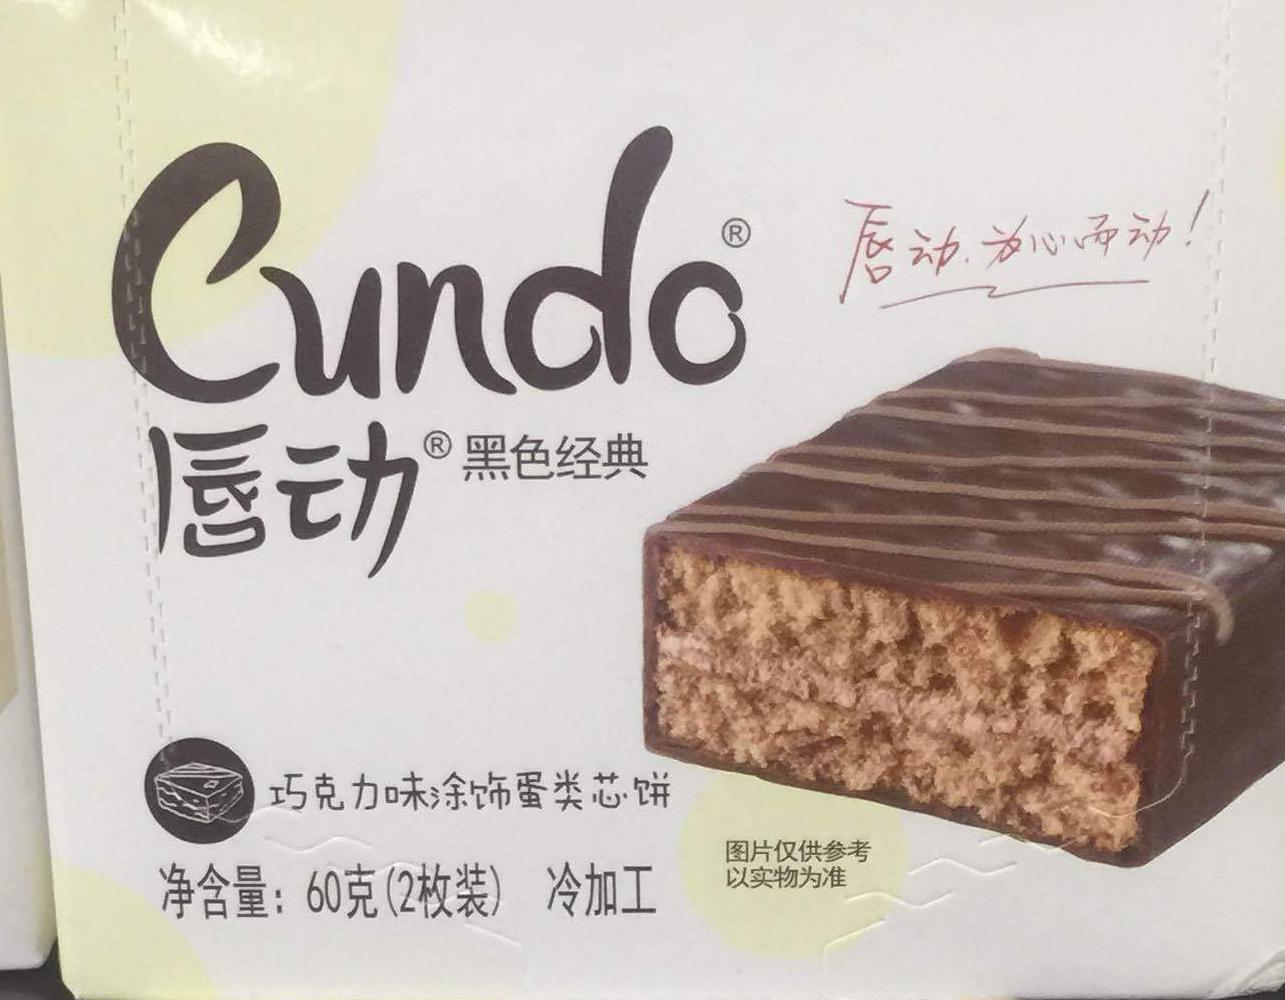 Cundo®
唇动,为心而动!
唇动® 黑色经典
巧克力味涂饰蛋类芯饼
净含量: 60克(2枚装) 冷加工
图片仅供参考
以实物为准